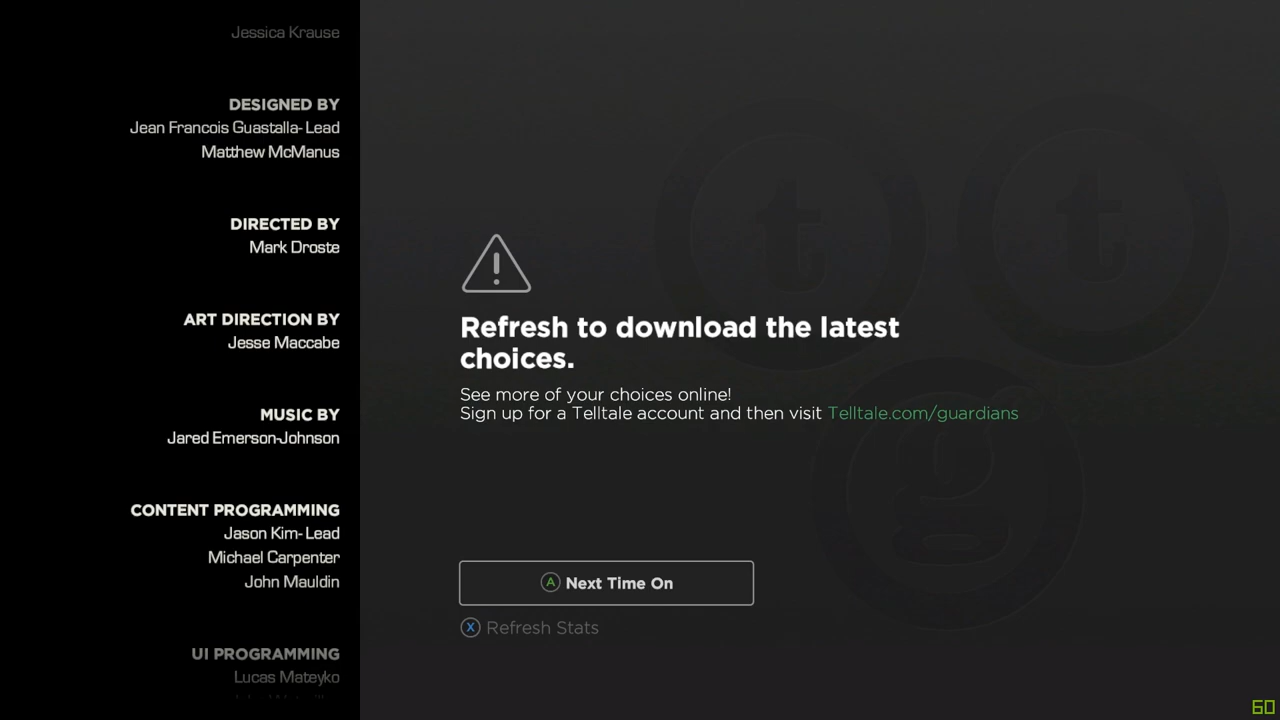 Jessica Krause
DESIGNED BY
Jean Francois Guastalla- Lead
Matthew McManus
DIRECTED BY
Mark Droste
ART DIRECTION BY
Jesse Maccabe
MUSIC BY
Jared Emerson-Johnson
CONTENT PROGRAMMING
Jason Kim- Lead
Michael Carpenter
John Mauldin
UI PROGRAMMING
Lucas Mateyko
t t
g
!
Refresh to download the latest
choices.
See more of your choices online!
Sign up for a Telltale account and then visit Telltale.com/guardians
A Next Time On
X Refresh Stats
60